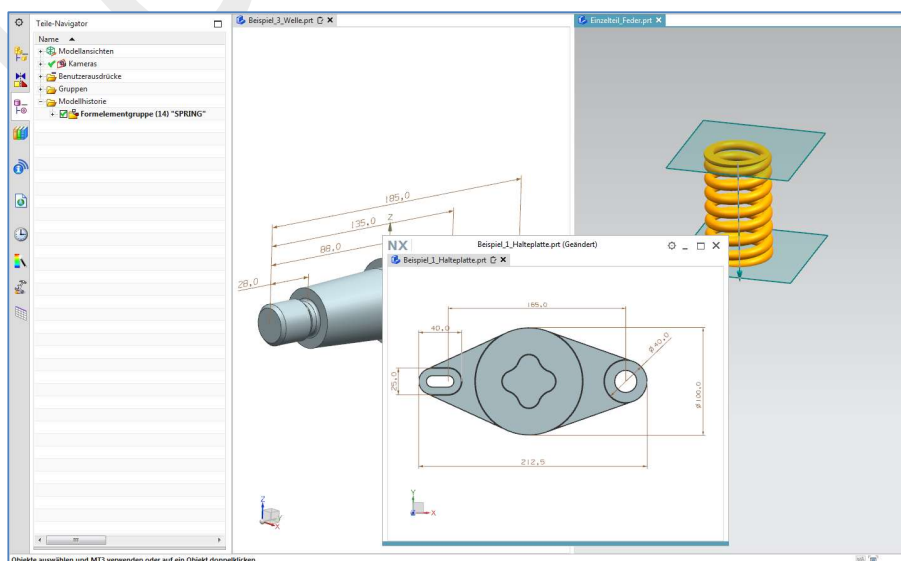 Teile-Navigator
Name
Modellansichten
Kameras
Benutzerausdrücke
Gruppen
Modellhistorie
Formelementgruppe (14) "SPRING"
Beispiel_3_Welle.prt
Einzelteil_Feder.prt
185,0
135,0
Z
88,0
28,0
Z
Y
X
NX
Beispiel_1_Halteplatte.prt (Geändert)
Beispiel_1_Halteplatte.prt
165,0
40,0
25,0
Ø40,0
Ø100,0
212,5
Y
X
Objekte auswählen und MT3 verwenden oder auf ein Objekt doppelklicken